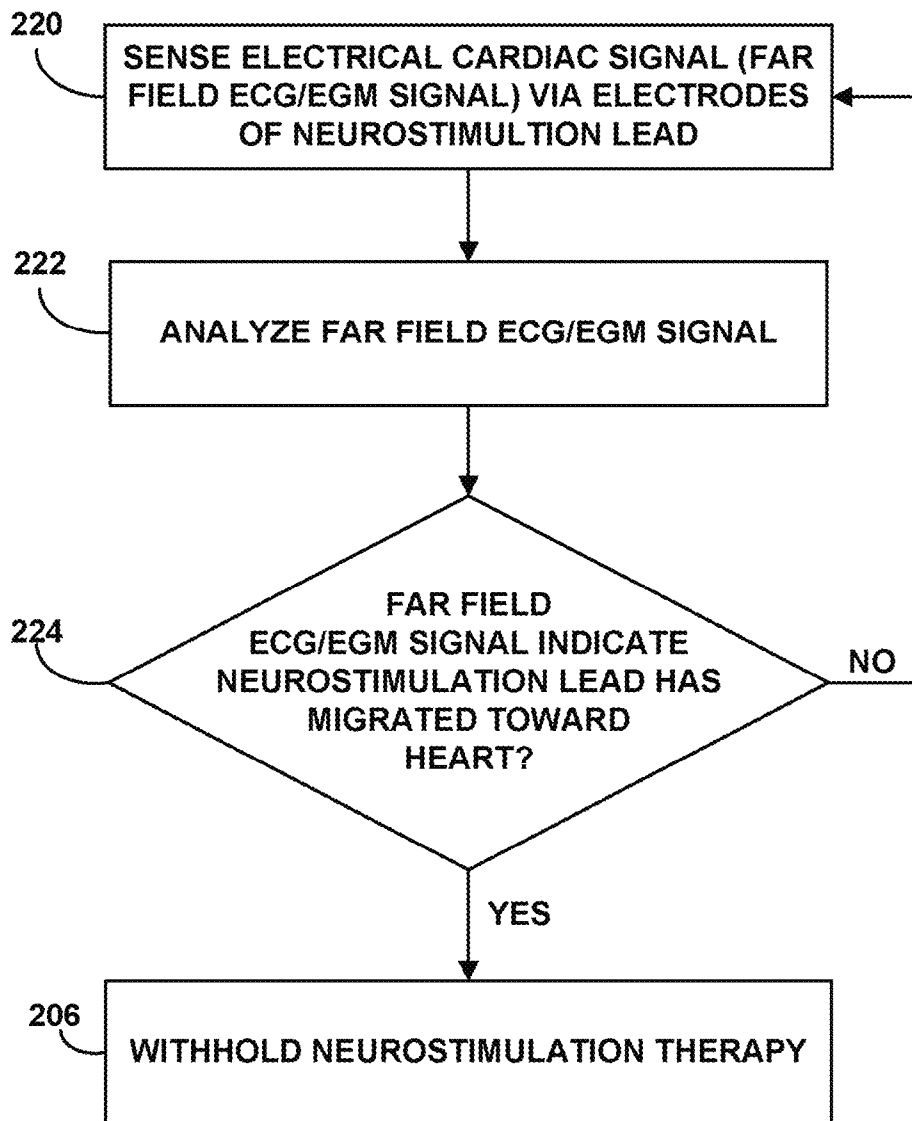 220
SENSE ELECTRICAL CARDIAC SIGNAL (FAR
FIELD ECG/EGM SIGNAL) VIA ELECTRODES
OF NEUROSTIMULTION LEAD
222
ANALYZE FAR FIELD ECG/EGM SIGNAL
224
FAR FIELD
ECG/EGM SIGNAL INDICATE
NEUROSTIMULATION LEAD HAS
MIGRATED TOWARD
HEART?
NO
YES
206
WITHHOLD NEUROSTIMULATION THERAPY